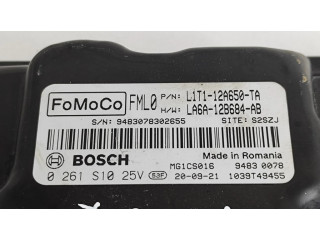 FoMoCo FML0 P/N: L1T1-12A650-TA
H/W: LA6A-12B684-AB
S/N: 9483078302655 SITE: S2SZJ
BOSCH Made in Romania
MG1CS016 9483 0078
0 261 S10 25V 63F 20-09-21 1039T49455